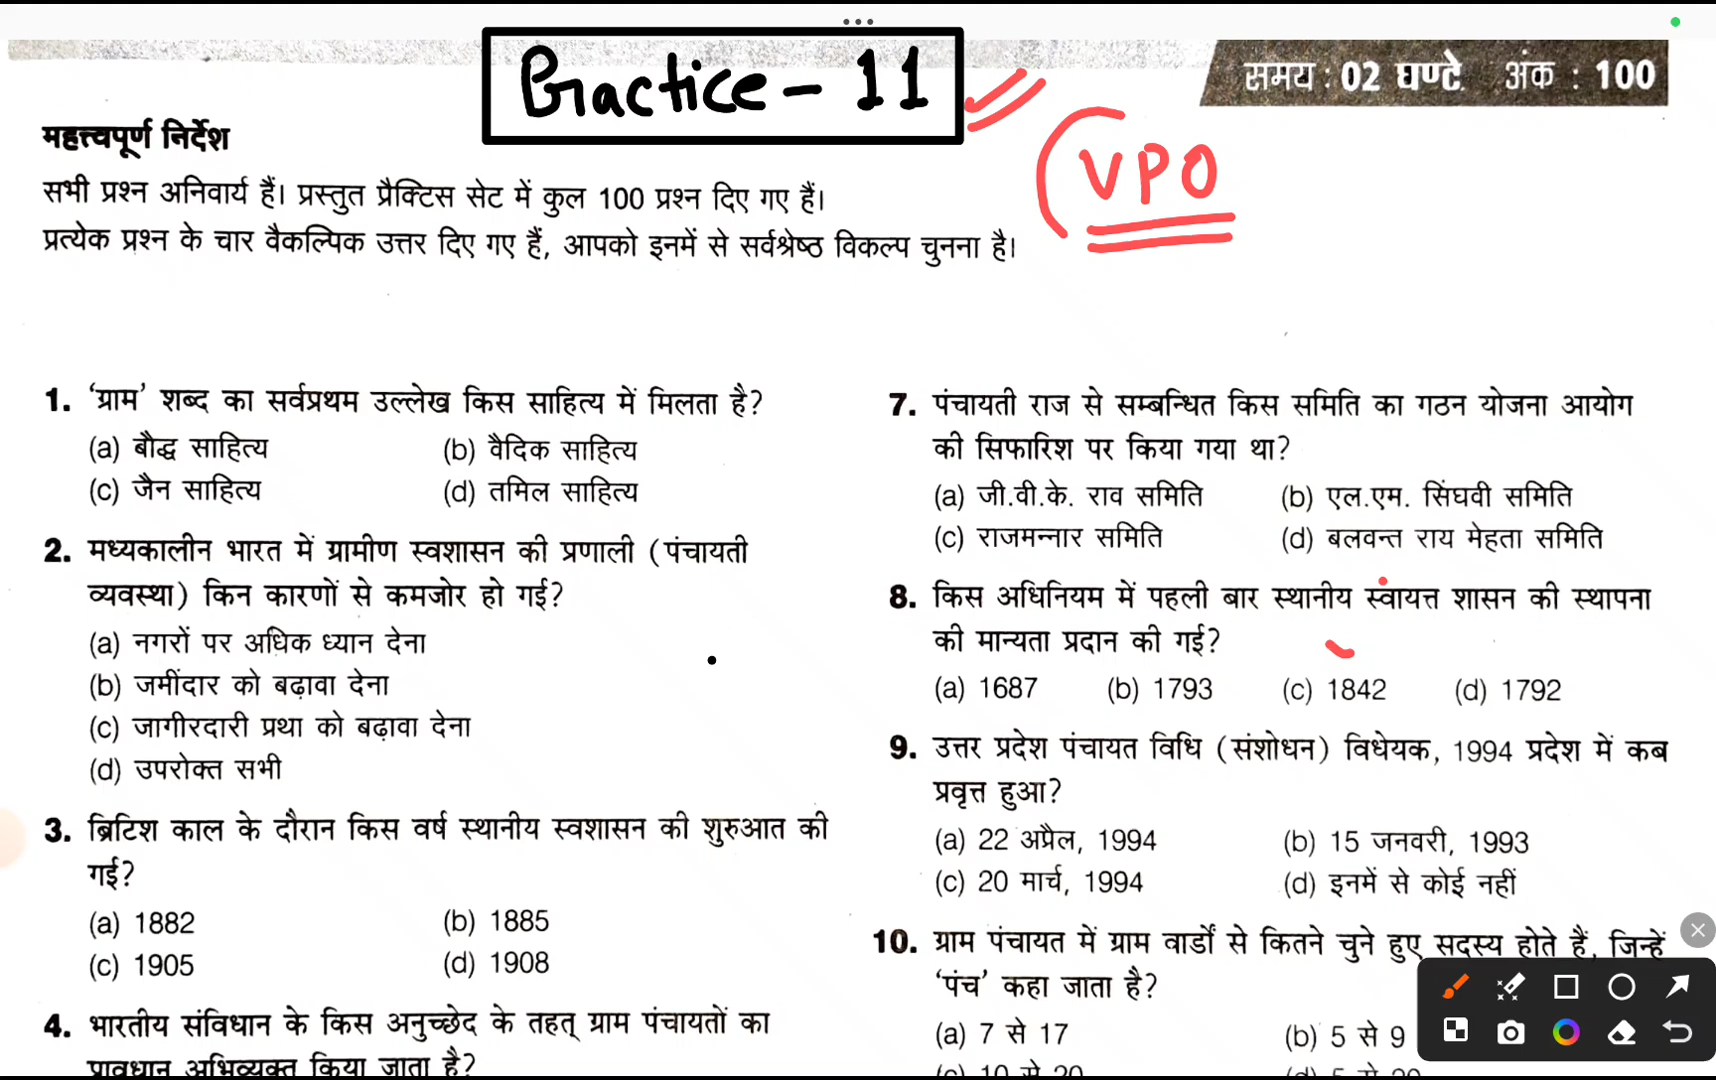 Practice - 11
समय : 02 घण्टे अंक : 100
VPO
महत्त्वपूर्ण निर्देश
सभी प्रश्न अनिवार्य हैं। प्रस्तुत प्रैक्टिस सेट में कुल 100 प्रश्न दिए गए हैं।
प्रत्येक प्रश्न के चार वैकल्पिक उत्तर दिए गए हैं, आपको इनमें से सर्वश्रेष्ठ विकल्प चुनना है।
1. ‘ग्राम’ शब्द का सर्वप्रथम उल्लेख किस साहित्य में मिलता है?
(a) बौद्ध साहित्य (b) वैदिक साहित्य
(c) जैन साहित्य (d) तमिल साहित्य
2. मध्यकालीन भारत में ग्रामीण स्वशासन की प्रणाली (पंचायती
व्यवस्था) किन कारणों से कमजोर हो गई?
(a) नगरों पर अधिक ध्यान देना
(b) जमींदार को बढ़ावा देना
(c) जागीरदारी प्रथा को बढ़ावा देना
(d) उपरोक्त सभी
3. ब्रिटिश काल के दौरान किस वर्ष स्थानीय स्वशासन की शुरुआत की
गई?
(a) 1882 (b) 1885
(c) 1905 (d) 1908
4. भारतीय संविधान के किस अनुच्छेद के तहत् ग्राम पंचायतों का
प्रावधान अभिव्यक्त किया जाता है?
7. पंचायती राज से सम्बन्धित किस समिति का गठन योजना आयोग
की सिफारिश पर किया गया था?
(a) जी.वी.के. राव समिति (b) एल.एम. सिंघवी समिति
(c) राजमन्नार समिति (d) बलवन्त राय मेहता समिति
8. किस अधिनियम में पहली बार स्थानीय स्वायत्त शासन की स्थापना
की मान्यता प्रदान की गई?
(a) 1687 (b) 1793 (c) 1842 (d) 1792
9. उत्तर प्रदेश पंचायत विधि (संशोधन) विधेयक, 1994 प्रदेश में कब
प्रवृत्त हुआ?
(a) 22 अप्रैल, 1994 (b) 15 जनवरी, 1993
(c) 20 मार्च, 1994 (d) इनमें से कोई नहीं
10. ग्राम पंचायत में ग्राम वार्डों से कितने चुने हुए सदस्य होते हैं, जिन्हें
‘पंच’ कहा जाता है?
(a) 7 से 17 (b) 5 से 9
(c) 10 से 20